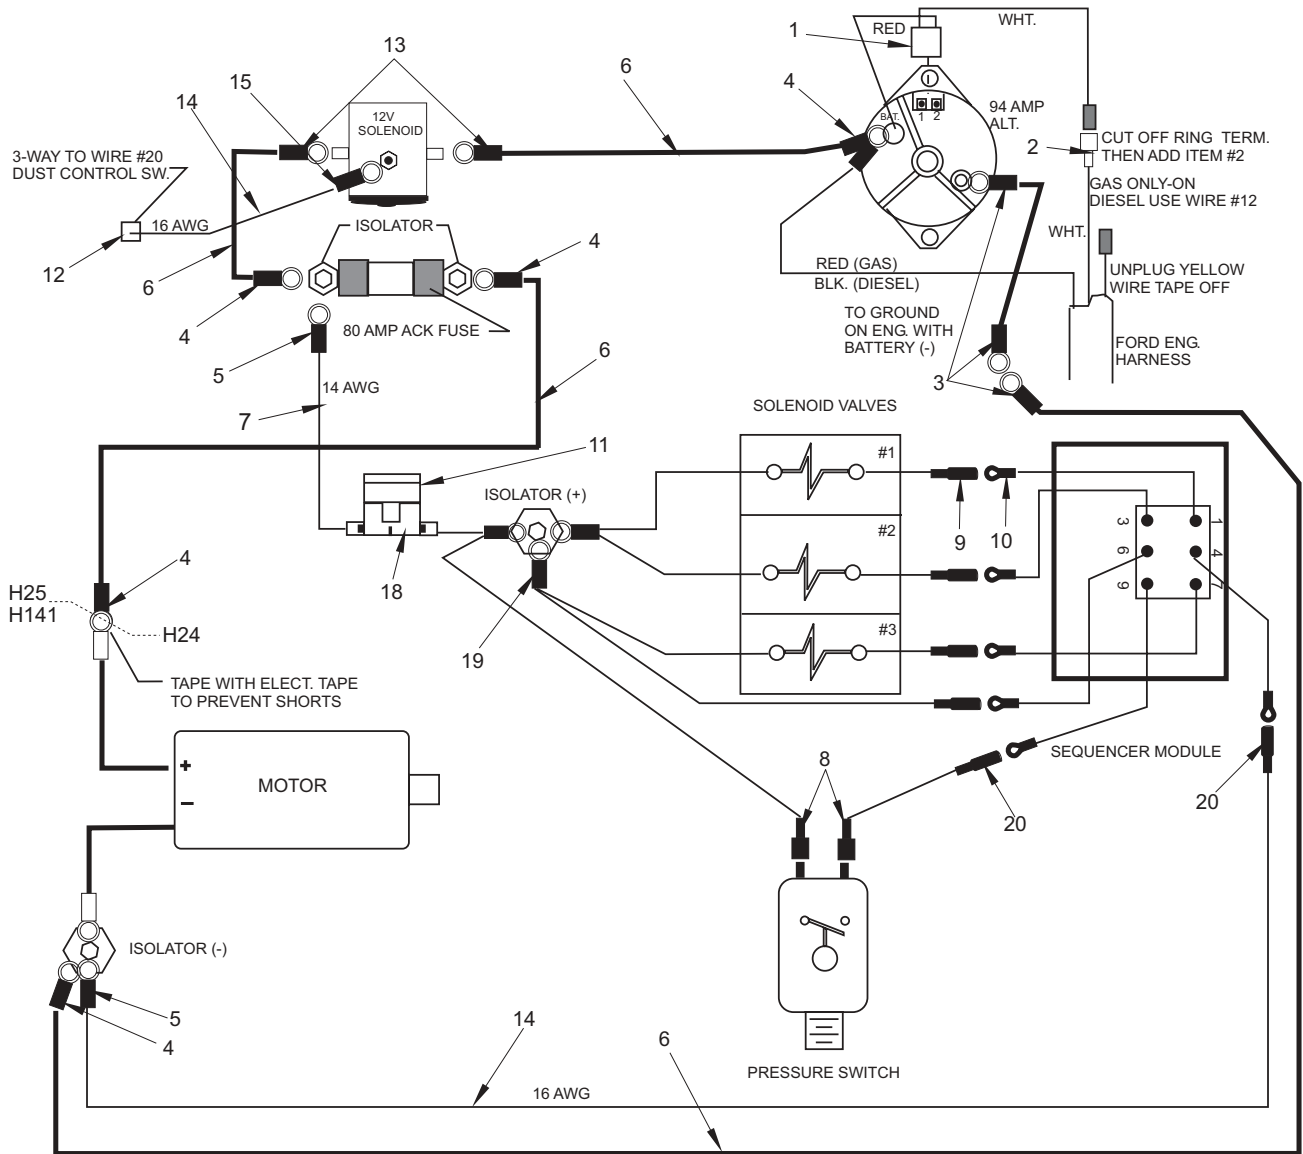 WHT.
RED
1
13
6
15
14
4
12V
SOLENOID
BAT.
1 2
94 AMP
ALT.
3-WAY TO WIRE #20
DUST CONTROL SW.
2
CUT OFF RING TERM.
THEN ADD ITEM #2
GAS ONLY-ON
DIESEL USE WIRE #12
16 AWG
ISOLATOR
WHT.
4
12
6
RED (GAS)
BLK. (DIESEL)
UNPLUG YELLOW
WIRE TAPE OFF
4
80 AMP ACK FUSE
TO GROUND
ON ENG. WITH
BATTERY (-)
FORD ENG.
HARNESS
5
6
3
14 AWG
7
SOLENOID VALVES
11
#1
ISOLATOR (+)
9
10
3
1
#2
6
4
4
9
7
18
H25
H141
H24
#3
19
TAPE WITH ELECT. TAPE
TO PREVENT SHORTS
SEQUENCER MODULE
8
+
MOTOR
−
20
20
ISOLATOR (-)
5
4
14
6
PRESSURE SWITCH
16 AWG